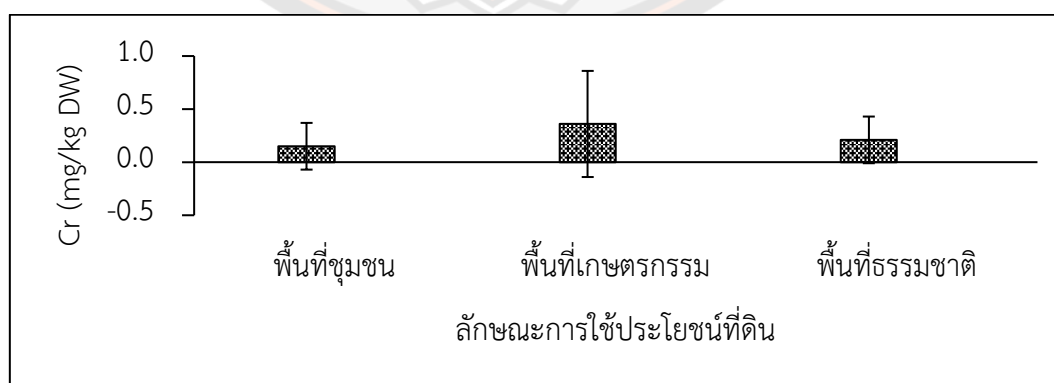 Cr (mg/kg DW)
1.0
0.5
0.0
-0.5
พื้นที่ชุมชน พื้นที่เกษตรกรรม พื้นที่ธรรมชาติ
ลักษณะการใช้ประโยชน์ที่ดิน